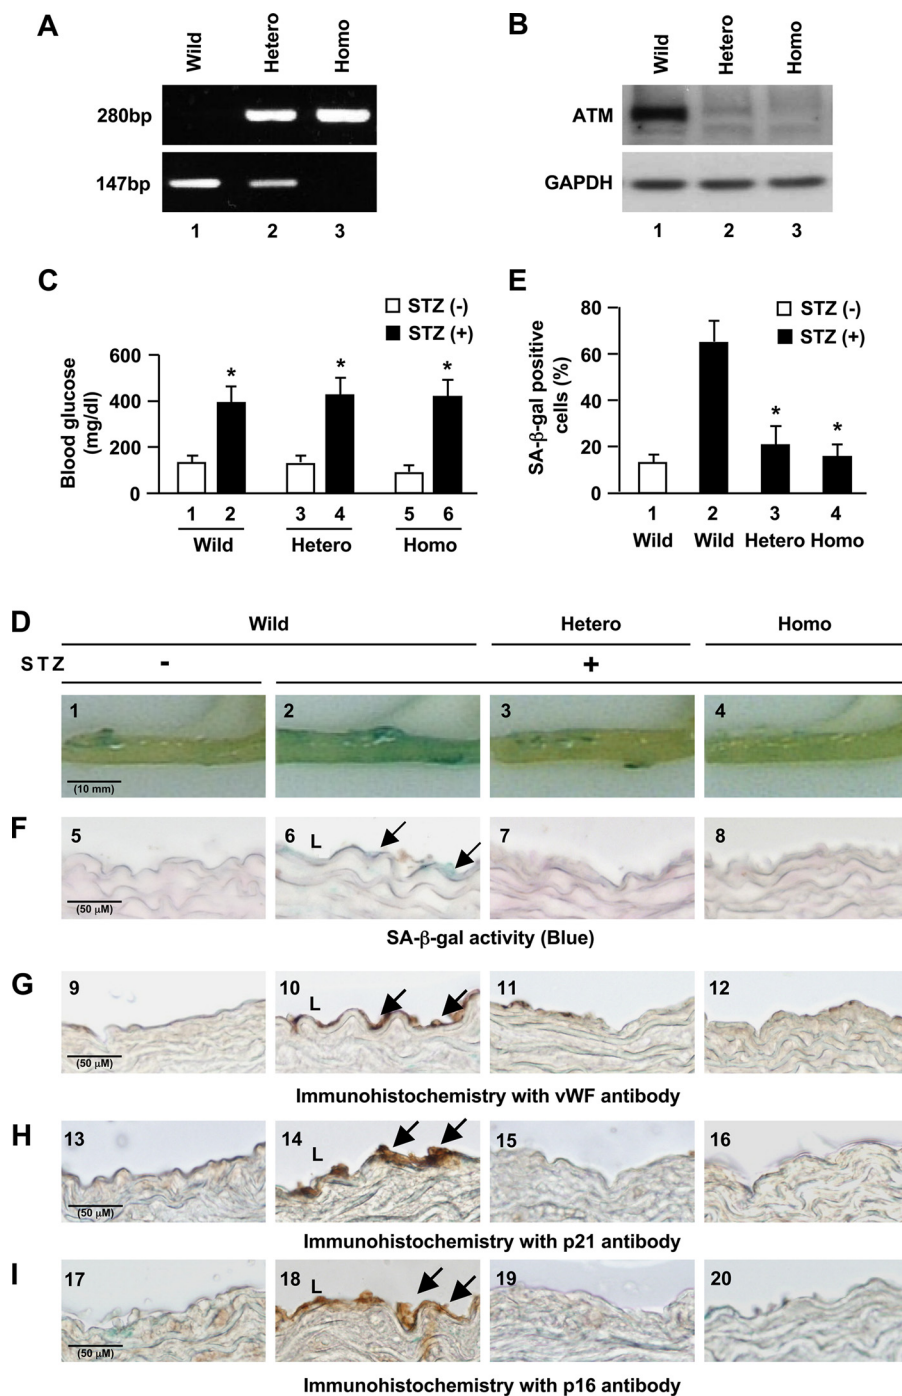 A
Wild
Hetero
Homo
280bp
147bp
1 2 3
B
Wild
Hetero
Homo
ATM
GAPDH
1 2 3
C
STZ (-)
STZ (+)
Blood glucose
(mg/dl)
600
400
200
0
* * *
1 2 3 4 5 6
Wild Hetero Homo
E
STZ (-)
STZ (+)
SA-β-gal positive
cells (%)
80
60
40
20
0
* *
1 2 3 4
Wild Wild Hetero Homo
D
Wild Hetero Homo
STZ - +
1 2 3 4
(10 mm)
F
5 6 7 8
L
(50 µM)
SA-β-gal activity (Blue)
G
9 10 11 12
L
(50 µM)
Immunohistochemistry with vWF antibody
H
13 14 15 16
L
(50 µM)
Immunohistochemistry with p21 antibody
I
17 18 19 20
L
(50 µM)
Immunohistochemistry with p16 antibody